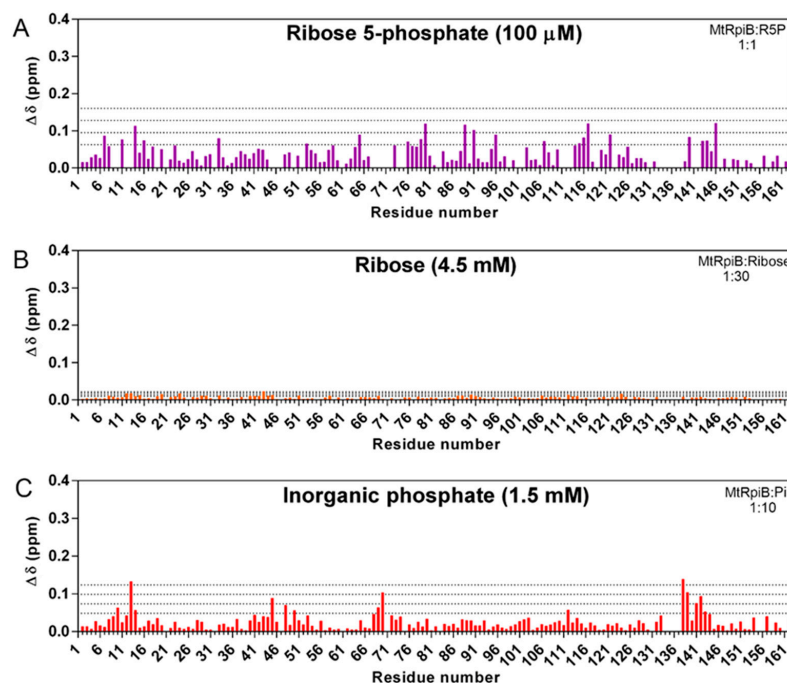 A
Ribose 5-phosphate (100 µM)
MtRpiB:R5P
1:1
Δ δ (ppm)
0.4
0.3
0.2
0.1
0.0
1 6 11 16 21 26 31 36 41 46 51 56 61 66 71 76 81 86 91 96 101 106 111 116 121 126 131 136 141 146 151 156 161
Residue number
B
Ribose (4.5 mM)
MtRpiB:Ribose
1:30
Δ δ (ppm)
0.4
0.3
0.2
0.1
0.0
1 6 11 16 21 26 31 36 41 46 51 56 61 66 71 76 81 86 91 96 101 106 111 116 121 126 131 136 141 146 151 156 161
Residue number
C
Inorganic phosphate (1.5 mM)
MtRpiB:Pi
1:10
Δ δ (ppm)
0.4
0.3
0.2
0.1
0.0
1 6 11 16 21 26 31 36 41 46 51 56 61 66 71 76 81 86 91 96 101 106 111 116 121 126 131 136 141 146 151 156 161
Residue number